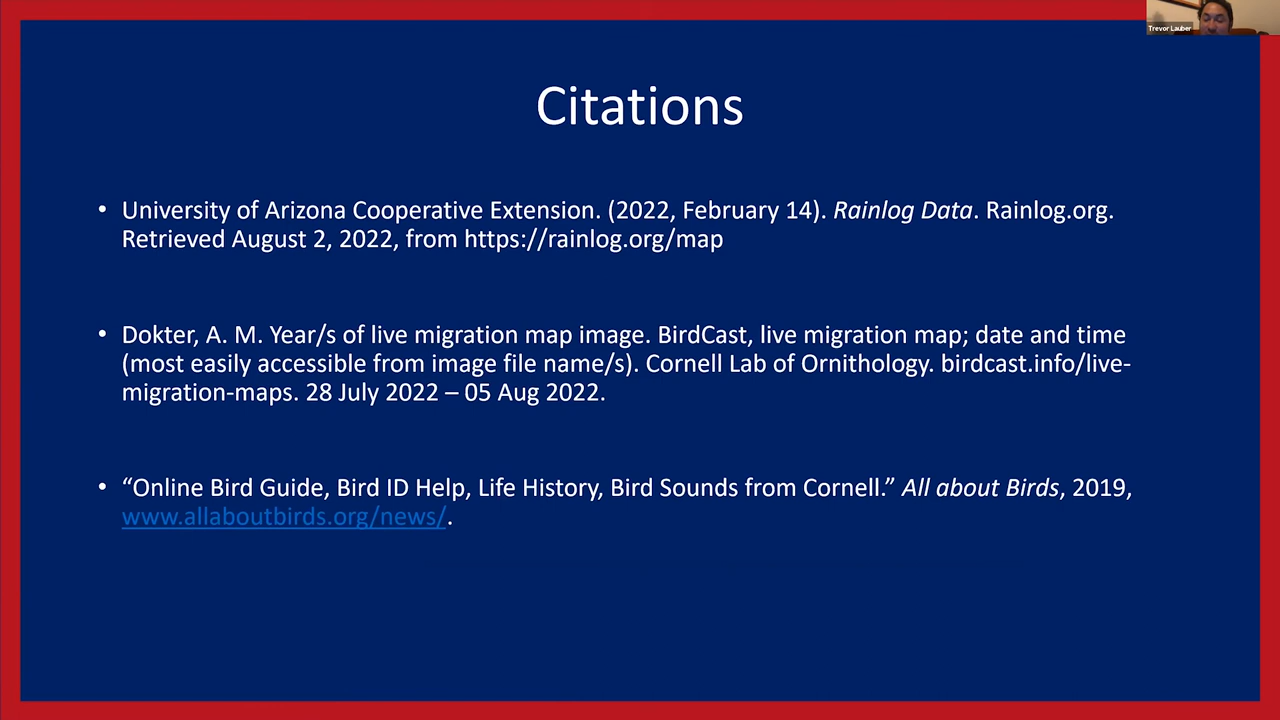 Trevor Lauber
Citations
• University of Arizona Cooperative Extension. (2022, February 14). Rainlog Data. Rainlog.org.
Retrieved August 2, 2022, from https://rainlog.org/map
• Dokter, A. M. Year/s of live migration map image. BirdCast, live migration map; date and time
(most easily accessible from image file name/s). Cornell Lab of Ornithology. birdcast.info/live-
migration-maps. 28 July 2022 – 05 Aug 2022.
• “Online Bird Guide, Bird ID Help, Life History, Bird Sounds from Cornell.” All about Birds, 2019,
www.allaboutbirds.org/news/.